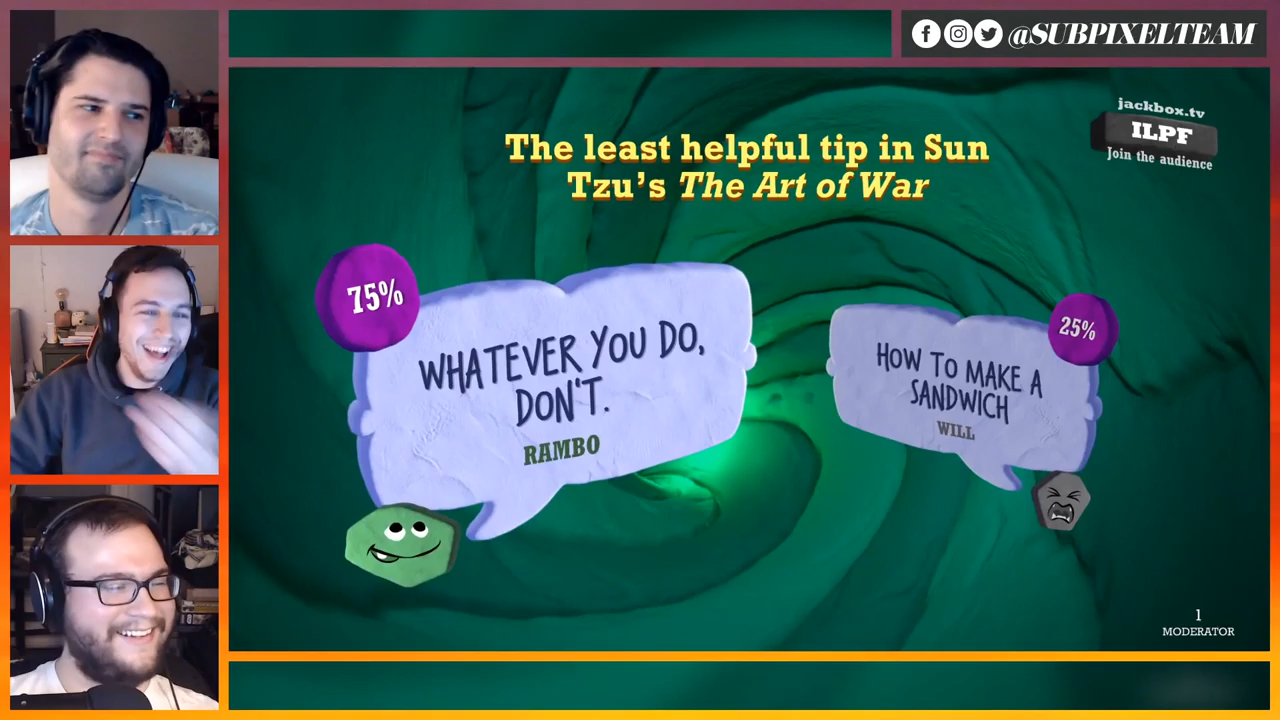 @SUBPIXELTEAM
jackbox.tv
ILPF
Join the audience
The least helpful tip in Sun
Tzu's The Art of War
75%
WHATEVER YOU DO,
DON'T.
RAMBO
25%
HOW TO MAKE A
SANDWICH
WILL
1
MODERATOR